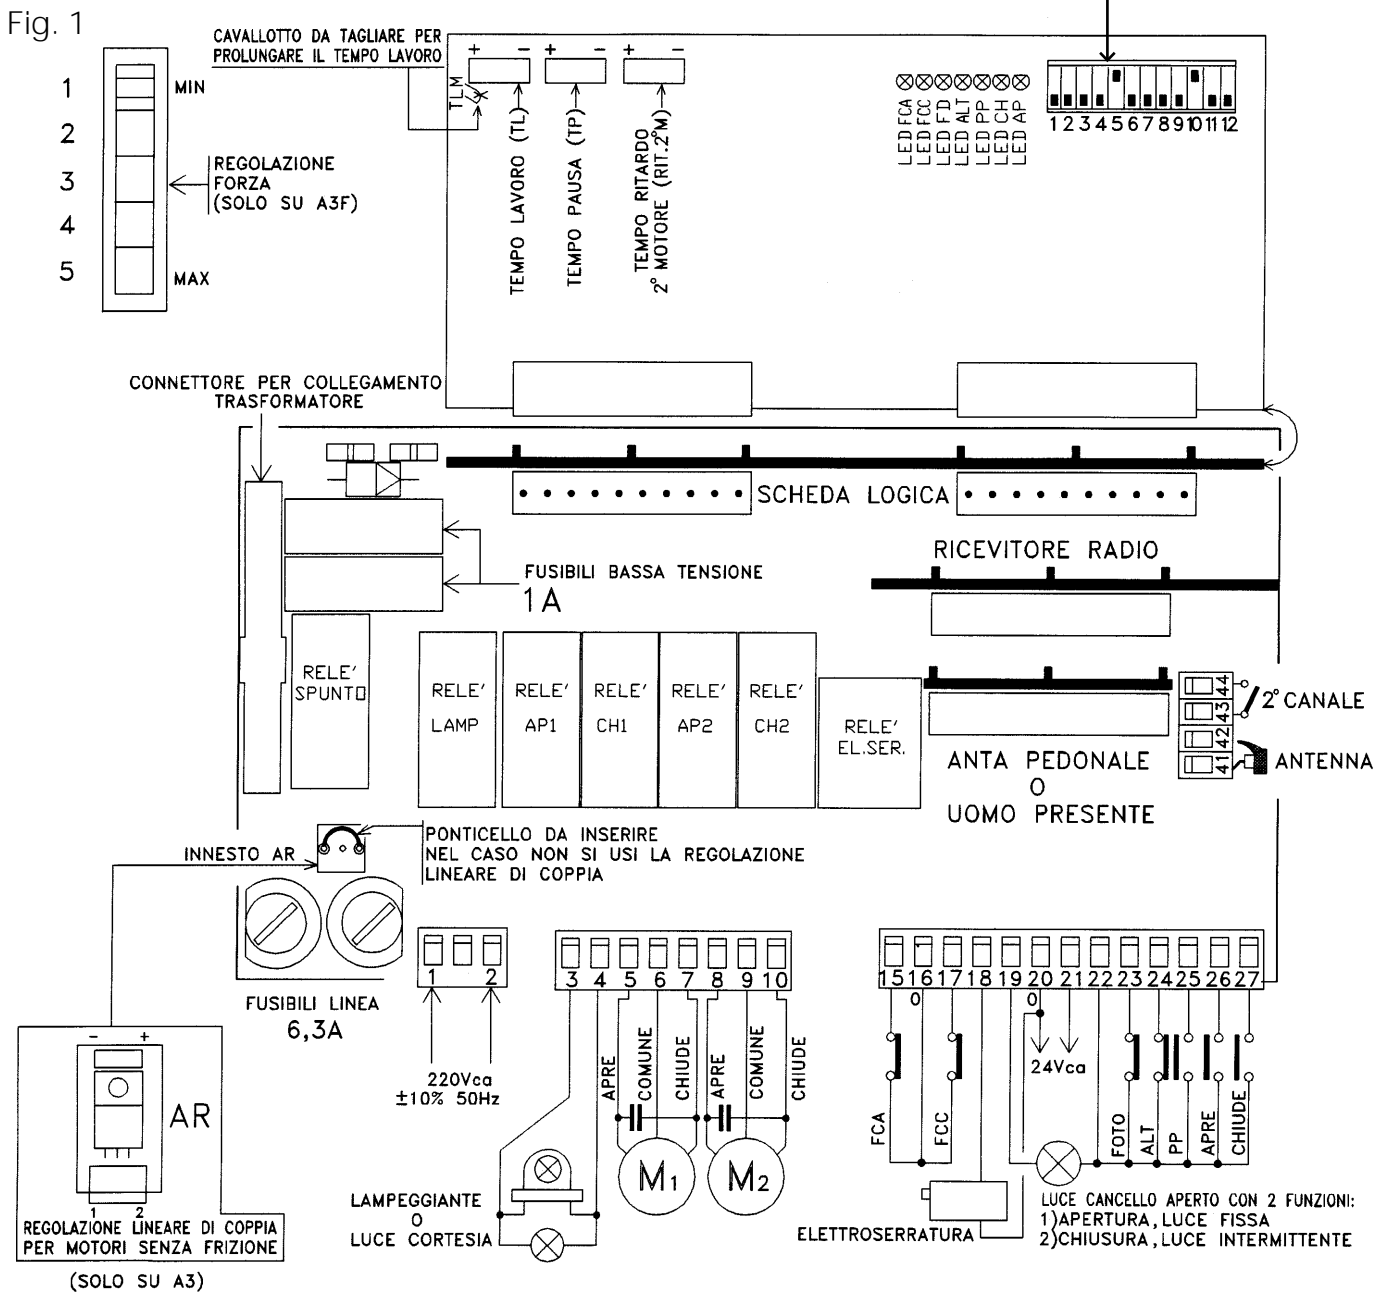 Fig. 1
CAVALLOTTO DA TAGLIARE PER
PROLUNGARE IL TEMPO LAVORO
1
2
3
4
5
MIN
MAX
REGOLAZIONE
FORZA
(SOLO SU A3F)
TLM
+ -
+ -
+ -
TEMPO LAVORO (TL)
TEMPO PAUSA (TP)
TEMPO RITARDO
2° MOTORE (RIT.2°M)
LED FCA
LED FCC
LED FD
LED ALT
LED PP
LED CH
LED AP
1 2 3 4 5 6 7 8 9 10 11 12
CONNETTORE PER COLLEGAMENTO
TRASFORMATORE
SCHEDA LOGICA
RICEVITORE RADIO
FUSIBILI BASSA TENSIONE
1A
RELE'
SPUNTO
RELE'
LAMP
RELE'
AP1
RELE'
CH1
RELE'
AP2
RELE'
CH2
RELE'
EL.SER.
ANTA PEDONALE
O
UOMO PRESENTE
44
43
42
41
2° CANALE
ANTENNA
INNESTO AR
PONTICELLO DA INSERIRE
NEL CASO NON SI USI LA REGOLAZIONE
LINEARE DI COPPIA
FUSIBILI LINEA
6,3A
1 2
220Vca
±10% 50Hz
3 4 5 6 7 8 9 10
APRE
COMUNE
CHIUDE
APRE
COMUNE
CHIUDE
M1
M2
LAMPEGGIANTE
O
LUCE CORTESIA
15 16 17 18 19 20 21 22 23 24 25 26 27
0
0
24Vca
FCA
FCC
FOTO
ALT
PP
APRE
CHIUDE
ELETTROSERRATURA
LUCE CANCELLO APERTO CON 2 FUNZIONI:
1)APERTURA,LUCE FISSA
2)CHIUSURA,LUCE INTERMITTENTE
- +
AR
1 2
REGOLAZIONE LINEARE DI COPPIA
PER MOTORI SENZA FRIZIONE
(SOLO SU A3)